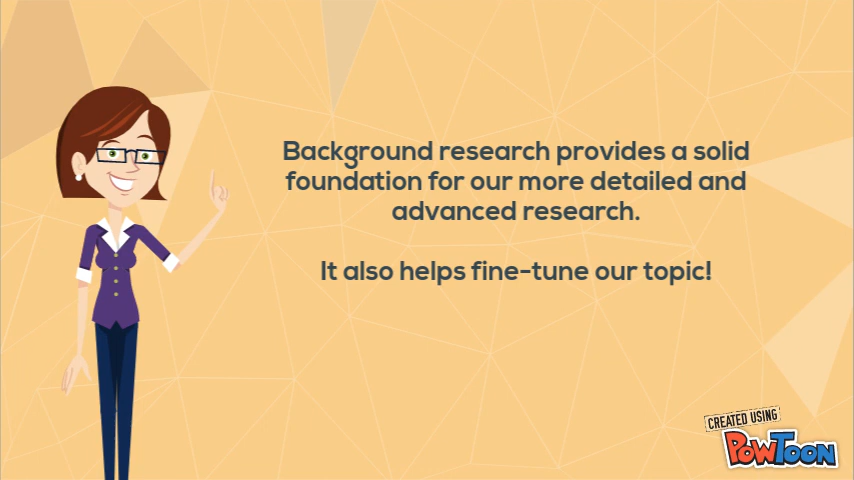 Background research provides a solid
foundation for our more detailed and
advanced research.
It also helps fine-tune our topic!
CREATED USING
POWTOON